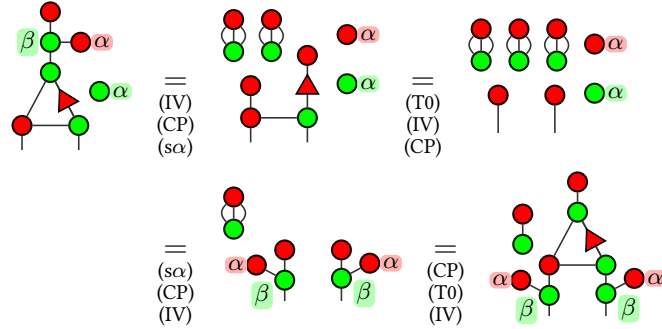 β α α = (IV) (CP) (sα) α α = (T0) (IV) (CP) α
= (sα) (CP) (IV) α β β α = (CP) (T0) (IV) α β β α